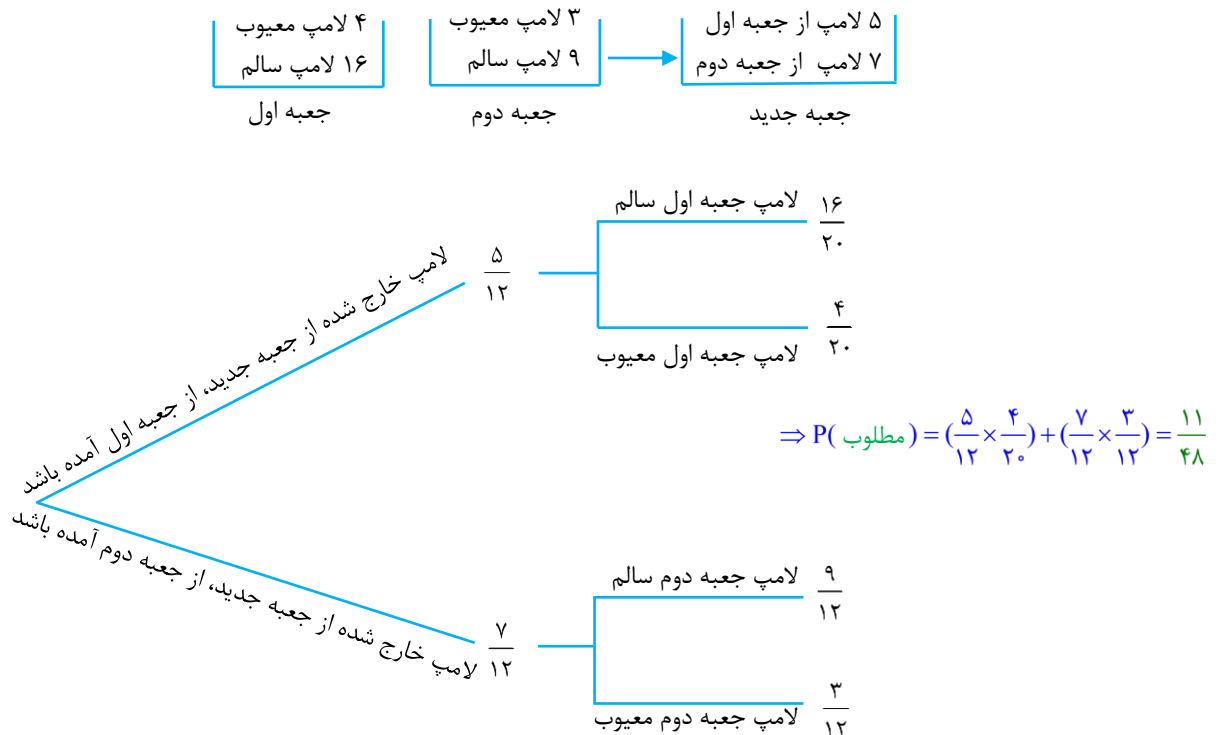 ۴ لامپ معیوب
۱۶ لامپ سالم
جعبه اول
۳ لامپ معیوب
۹ لامپ سالم
جعبه دوم
۵ لامپ از جعبه اول
۷ لامپ از جعبه دوم
جعبه جدید
لامپ خارج شده از جعبه جدید، از جعبه اول آمده باشد
۵/۱۲
لامپ جعبه اول سالم ۱۶/۲۰
لامپ جعبه اول معیوب ۴/۲۰
⇒ P( مطلوب ) = (۵/۱۲ × ۴/۲۰) + (۷/۱۲ × ۳/۱۲) = ۱۱/۴۸
لامپ خارج شده از جعبه جدید، از جعبه دوم آمده باشد
۷/۱۲
لامپ جعبه دوم سالم ۹/۱۲
لامپ جعبه دوم معیوب ۳/۱۲